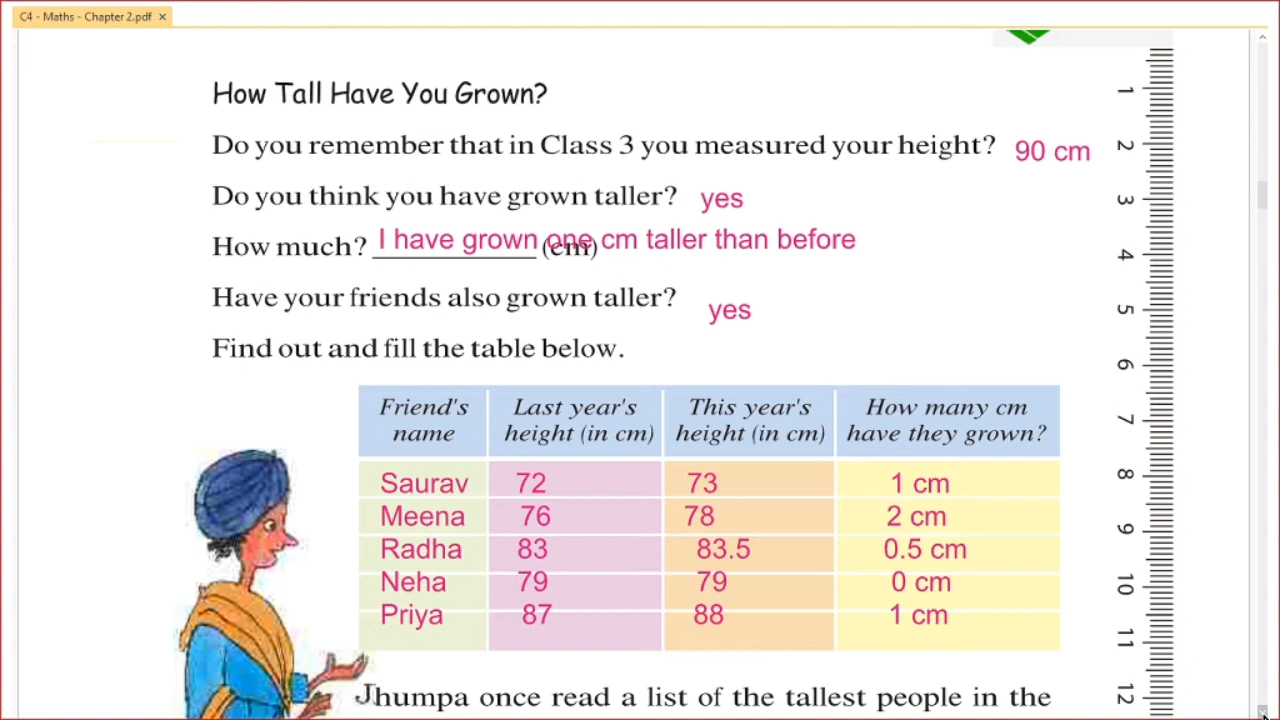 C4 - Maths - Chapter 2.pdf ×
How Tall Have You Grown?
Do you remember that in Class 3 you measured your height? 90 cm
Do you think you have grown taller? yes
How much? ____________ (cm) I have grown one cm taller than before
Have your friends also grown taller? yes
Find out and fill the table below.
Friend's name Last year's height (in cm) This year's height (in cm) How many cm have they grown?
Saurav 72 73 1 cm
Meena 76 78 2 cm
Radha 83 83.5 0.5 cm
Neha 79 79 0 cm
Priya 87 88 1 cm
Jhumpa once read a list of the tallest people in the
1
2
3
4
5
6
7
8
9
10
11
12